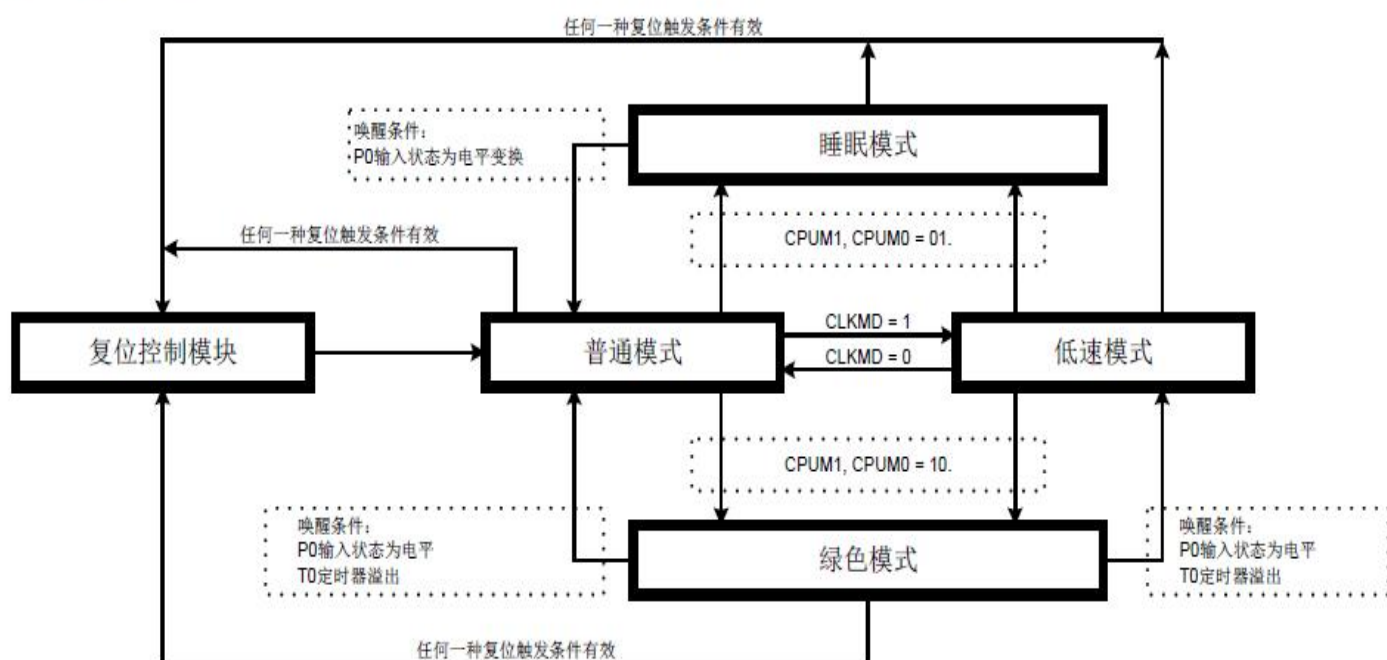 任何一种复位触发条件有效
唤醒条件:
P0输入状态为电平变换
睡眠模式
任何一种复位触发条件有效
CPUM1, CPUM0 = 01.
复位控制模块
普通模式
CLKMD = 1
CLKMD = 0
低速模式
CPUM1, CPUM0 = 10.
唤醒条件:
P0输入状态为电平
T0定时器溢出
绿色模式
唤醒条件:
P0输入状态为电平
T0定时器溢出
任何一种复位触发条件有效